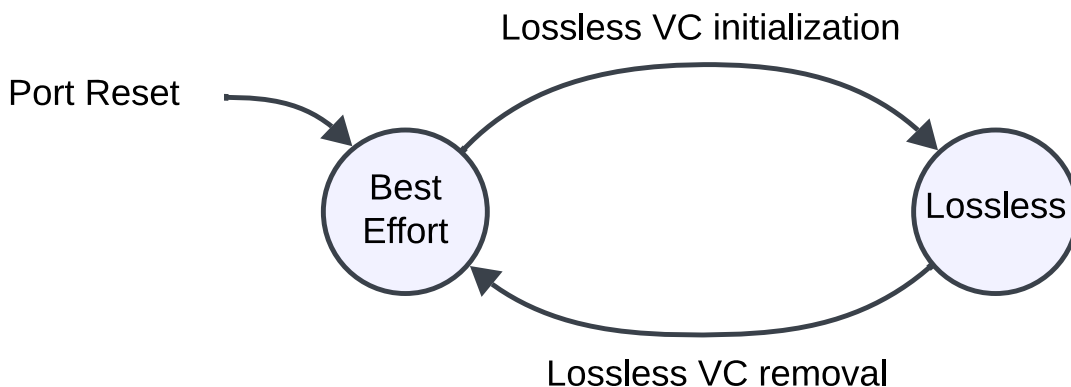 Lossless VC initialization
Port Reset
Best
Effort
Lossless
Lossless VC removal